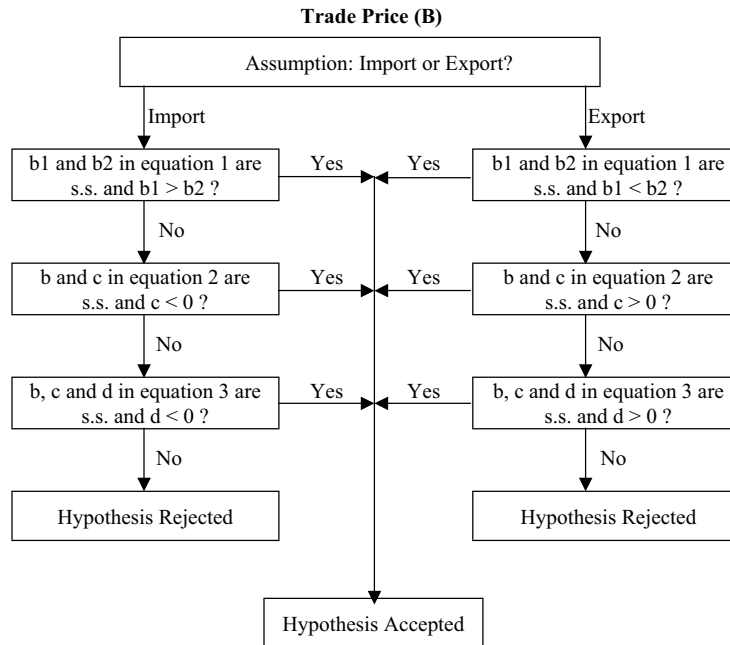 Trade Price (B)
Assumption: Import or Export?
Import
Export
b1 and b2 in equation 1 are
s.s. and b1 > b2 ?
Yes
Yes
b1 and b2 in equation 1 are
s.s. and b1 < b2 ?
No
No
b and c in equation 2 are
s.s. and c < 0 ?
Yes
Yes
b and c in equation 2 are
s.s. and c > 0 ?
No
No
b, c and d in equation 3 are
s.s. and d < 0 ?
Yes
Yes
b, c and d in equation 3 are
s.s. and d > 0 ?
No
No
Hypothesis Rejected
Hypothesis Rejected
Hypothesis Accepted